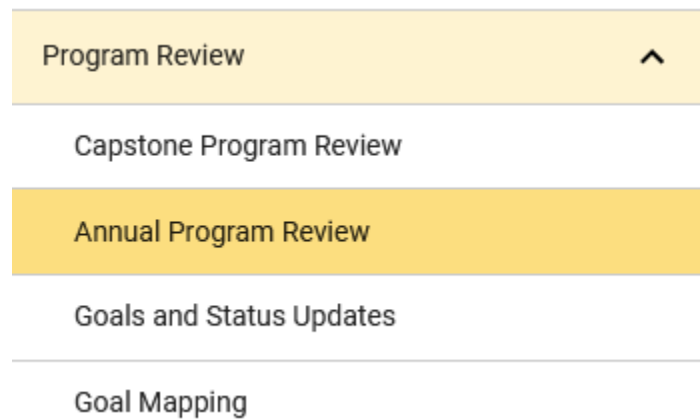 Program Review
Capstone Program Review
Annual Program Review
Goals and Status Updates
Goal Mapping